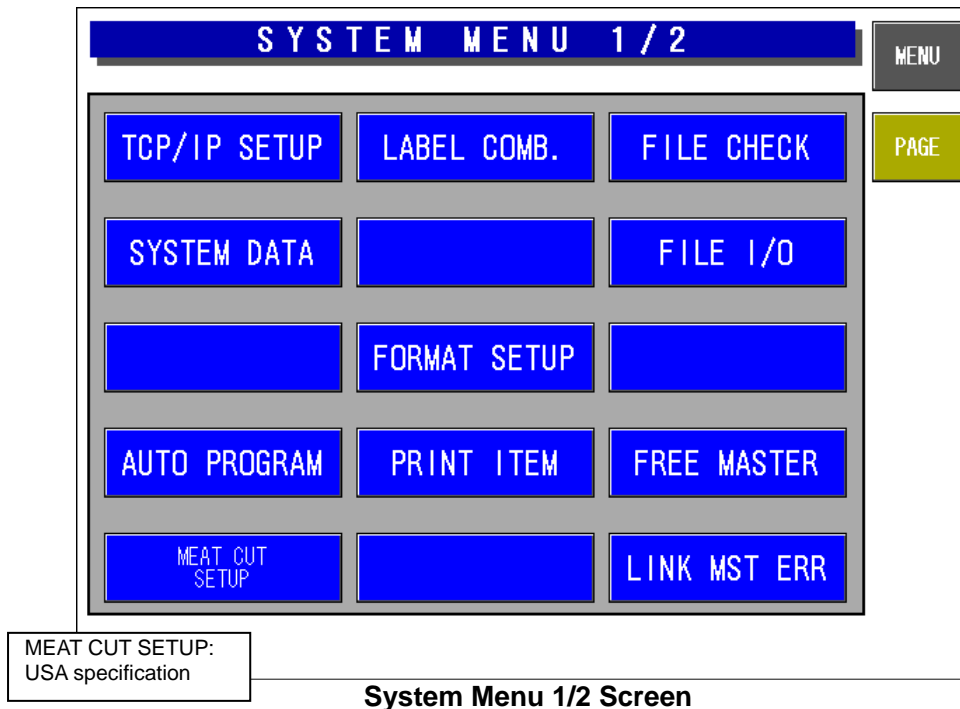 SYSTEM MENU 1/2
MENU
TCP/IP SETUP
LABEL COMB.
FILE CHECK
PAGE
SYSTEM DATA
FILE I/O
FORMAT SETUP
AUTO PROGRAM
PRINT ITEM
FREE MASTER
MEAT CUT
SETUP
LINK MST ERR
MEAT CUT SETUP:
USA specification
System Menu 1/2 Screen